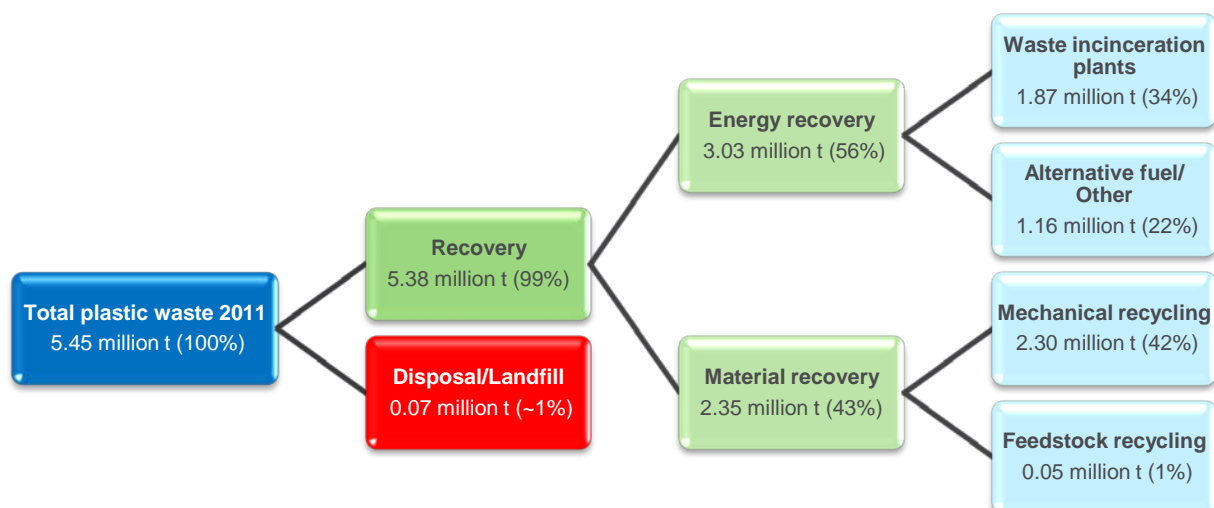 Total plastic waste 2011
5.45 million t (100%)
Recovery
5.38 million t (99%)
Disposal/Landfill
0.07 million t (~1%)
Energy recovery
3.03 million t (56%)
Material recovery
2.35 million t (43%)
Waste incinceration
plants
1.87 million t (34%)
Alternative fuel/
Other
1.16 million t (22%)
Mechanical recycling
2.30 million t (42%)
Feedstock recycling
0.05 million t (1%)